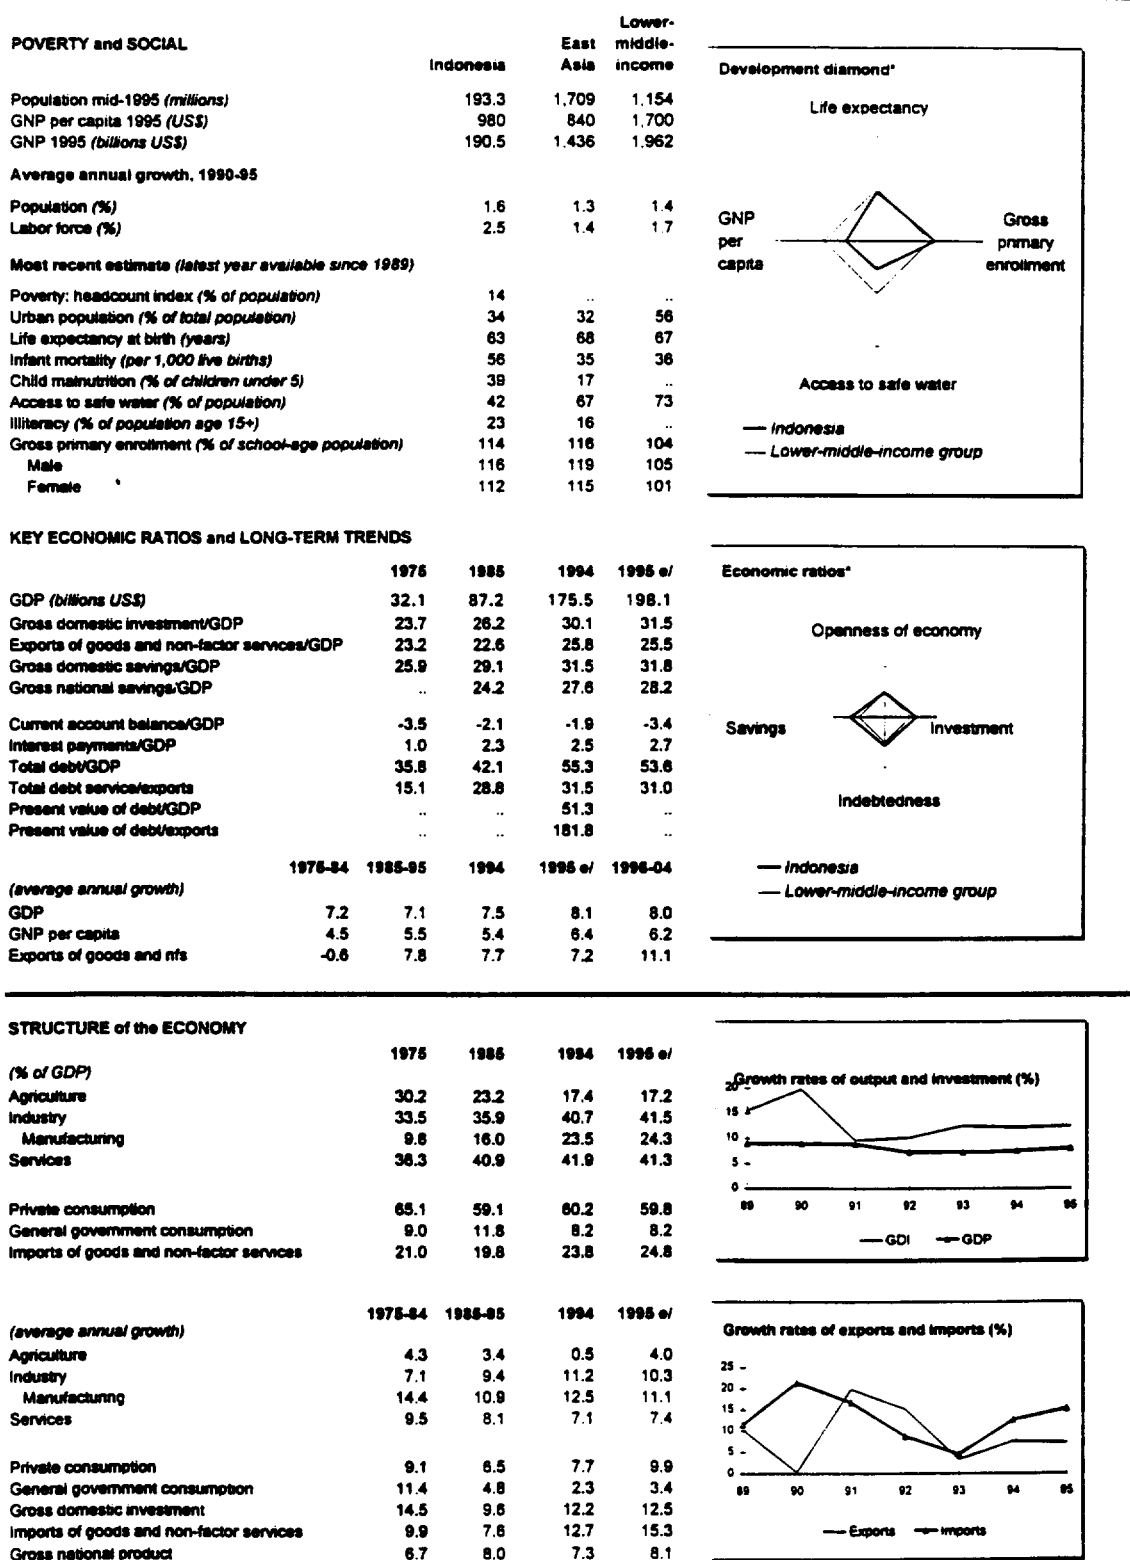 POVERTY and SOCIAL
Indonesia East Asia Lower-middle-income
Population mid-1995 (millions) 193.3 1,709 1,154
GNP per capita 1995 (US$) 980 840 1,700
GNP 1995 (billions US$) 190.5 1,436 1,962
Average annual growth, 1990-95
Population (%) 1.6 1.3 1.4
Labor force (%) 2.5 1.4 1.7
Most recent estimate (latest year available since 1989)
Poverty: headcount index (% of population) 14 .. ..
Urban population (% of total population) 34 32 56
Life expectancy at birth (years) 63 68 67
Infant mortality (per 1,000 live births) 56 35 36
Child malnutrition (% of children under 5) 39 17 ..
Access to safe water (% of population) 42 67 73
Illiteracy (% of population age 15+) 23 16 ..
Gross primary enrollment (% of school-age population) 114 116 104
Male 116 119 105
Female 112 115 101
Development diamond*
Life expectancy
GNP per capita
Gross primary enrollment
Access to safe water
Indonesia
Lower-middle-income group
KEY ECONOMIC RATIOS and LONG-TERM TRENDS
1975 1985 1994 1995 e/
GDP (billions US$) 32.1 87.2 175.5 198.1
Gross domestic investment/GDP 23.7 26.2 30.1 31.5
Exports of goods and non-factor services/GDP 23.2 22.6 25.8 25.5
Gross domestic savings/GDP 25.9 29.1 31.5 31.8
Gross national savings/GDP .. 24.2 27.6 28.2
Current account balance/GDP -3.5 -2.1 -1.9 -3.4
Interest payments/GDP 1.0 2.3 2.5 2.7
Total debt/GDP 35.8 42.1 55.3 53.6
Total debt service/exports 15.1 28.8 31.5 31.0
Present value of debt/GDP .. .. 51.3 ..
Present value of debt/exports .. .. 181.8 ..
1975-84 1985-95 1994 1995 e/ 1996-04
(average annual growth)
GDP 7.2 7.1 7.5 8.1 8.0
GNP per capita 4.5 5.5 5.4 6.4 6.2
Exports of goods and nfs -0.6 7.8 7.7 7.2 11.1
Economic ratios*
Openness of economy
Savings
Investment
Indebtedness
Indonesia
Lower-middle-income group
STRUCTURE of the ECONOMY
1975 1985 1994 1995 e/
(% of GDP)
Agriculture 30.2 23.2 17.4 17.2
Industry 33.5 35.9 40.7 41.5
Manufacturing 9.6 16.0 23.5 24.3
Services 36.3 40.9 41.9 41.3
Private consumption 65.1 59.1 60.2 59.8
General government consumption 9.0 11.8 8.2 8.2
Imports of goods and non-factor services 21.0 19.8 23.8 24.8
Growth rates of output and investment (%)
20
15
10
5
0
89 90 91 92 93 94 95
GDI GDP
1975-84 1985-95 1994 1995 e/
(average annual growth)
Agriculture 4.3 3.4 0.5 4.0
Industry 7.1 9.4 11.2 10.3
Manufacturing 14.4 10.9 12.5 11.1
Services 9.5 8.1 7.1 7.4
Private consumption 9.1 6.5 7.7 9.9
General government consumption 11.4 4.8 2.3 3.4
Gross domestic investment 14.5 9.6 12.2 12.5
Imports of goods and non-factor services 9.9 7.6 12.7 15.3
Gross national product 6.7 8.0 7.3 8.1
Growth rates of exports and imports (%)
25
20
15
10
5
0
89 90 91 92 93 94 95
Exports Imports